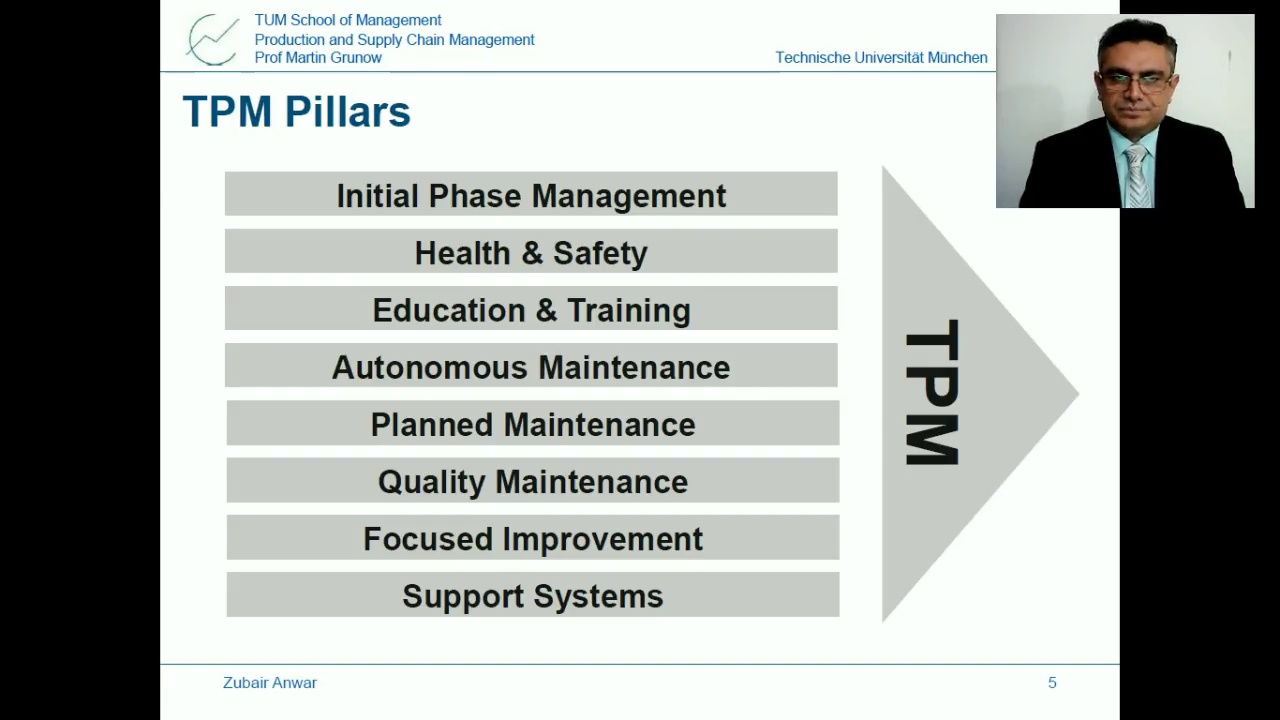 TUM School of Management
Production and Supply Chain Management
Prof Martin Grunow
Technische Universität München
TPM Pillars
Initial Phase Management
Health & Safety
Education & Training
Autonomous Maintenance
Planned Maintenance
Quality Maintenance
Focused Improvement
Support Systems
TPM
Zubair Anwar
5